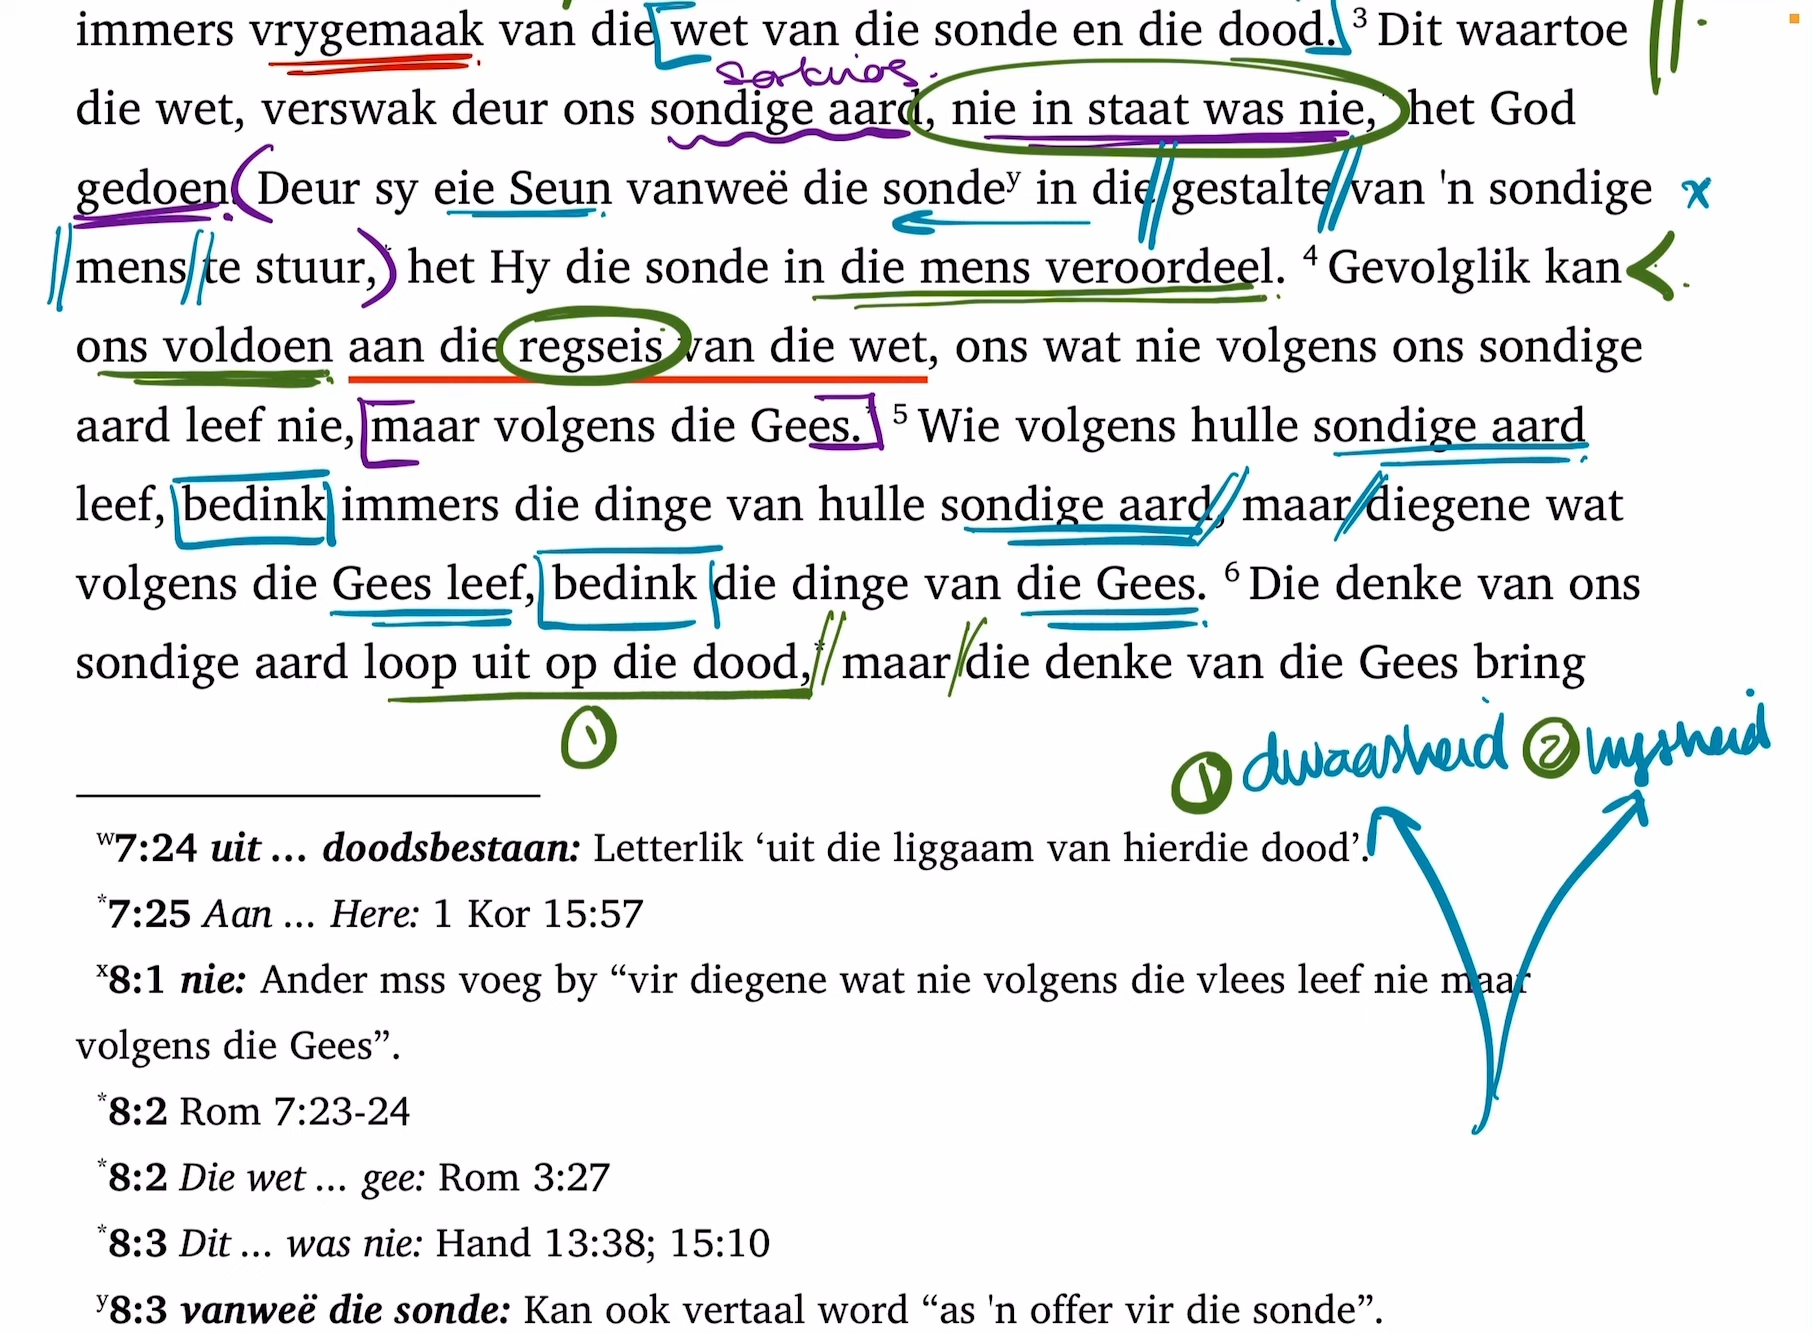 immers vrygemaak van die wet van die sonde en die dood. ³ Dit waartoe
sarkinos.
die wet, verswak deur ons sondige aard, nie in staat was nie,* het God
gedoen. Deur sy eie Seun vanweë die sondeʸ in die gestalte van 'n sondige x
mens te stuur,* het Hy die sonde in die mens veroordeel. ⁴ Gevolglik kan
ons voldoen aan die regseis van die wet, ons wat nie volgens ons sondige
aard leef nie, maar volgens die Gees.* ⁵ Wie volgens hulle sondige aard
leef, bedink immers die dinge van hulle sondige aard, maar diegene wat
volgens die Gees leef, bedink die dinge van die Gees. ⁶ Die denke van ons
sondige aard loop uit op die dood,* maar die denke van die Gees bring
1
1 dwaasheid 2 wysheid
ʷ7:24 uit ... doodsbestaan: Letterlik ‘uit die liggaam van hierdie dood’.
*7:25 Aan ... Here: 1 Kor 15:57
ˣ8:1 nie: Ander mss voeg by “vir diegene wat nie volgens die vlees leef nie maar
volgens die Gees”.
*8:2 Rom 7:23-24
*8:2 Die wet ... gee: Rom 3:27
*8:3 Dit ... was nie: Hand 13:38; 15:10
ʸ8:3 vanweë die sonde: Kan ook vertaal word “as 'n offer vir die sonde”.